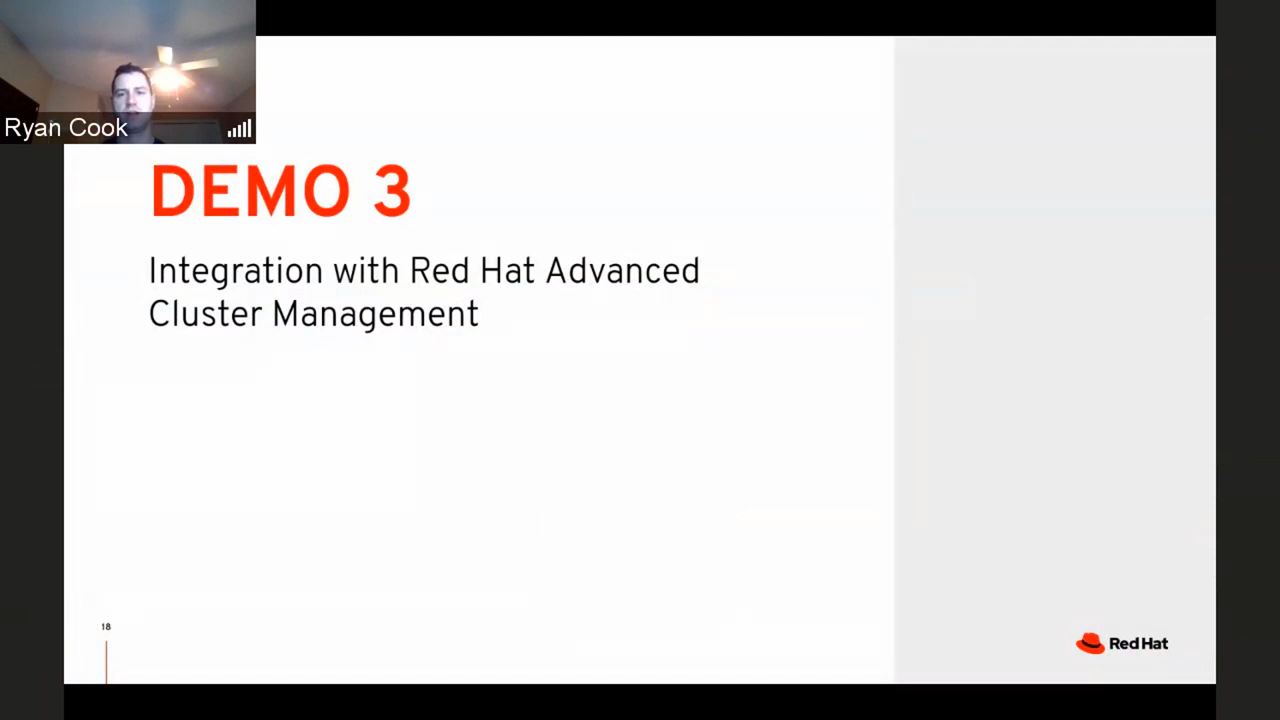 Ryan Cook
DEMO 3
Integration with Red Hat Advanced
Cluster Management
18
Red Hat